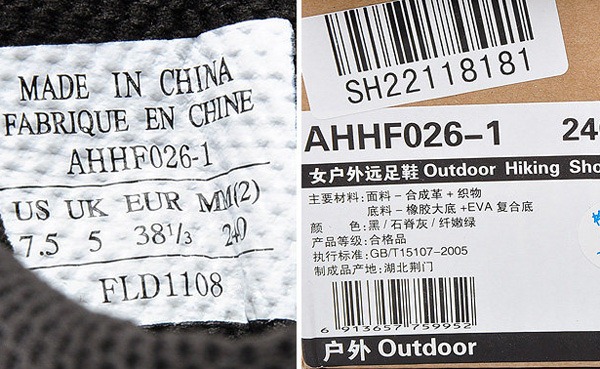 MADE IN CHINA
FABRIQUE EN CHINE
AHHF026-1
US UK EUR MM(2)
7.5 5 38⅓ 240
FLD1108
SH22118181
AHHF026-1 24
女户外远足鞋 Outdoor Hiking Sho
主要材料: 面料－合成革＋织物
底料－橡胶大底＋EVA 复合底
颜 色: 黑/石脊灰/纤嫩绿
产品等级: 合格品
执行标准: GB/T15107-2005
制成品产地: 湖北荆门
6 913657 759952
户外 Outdoor